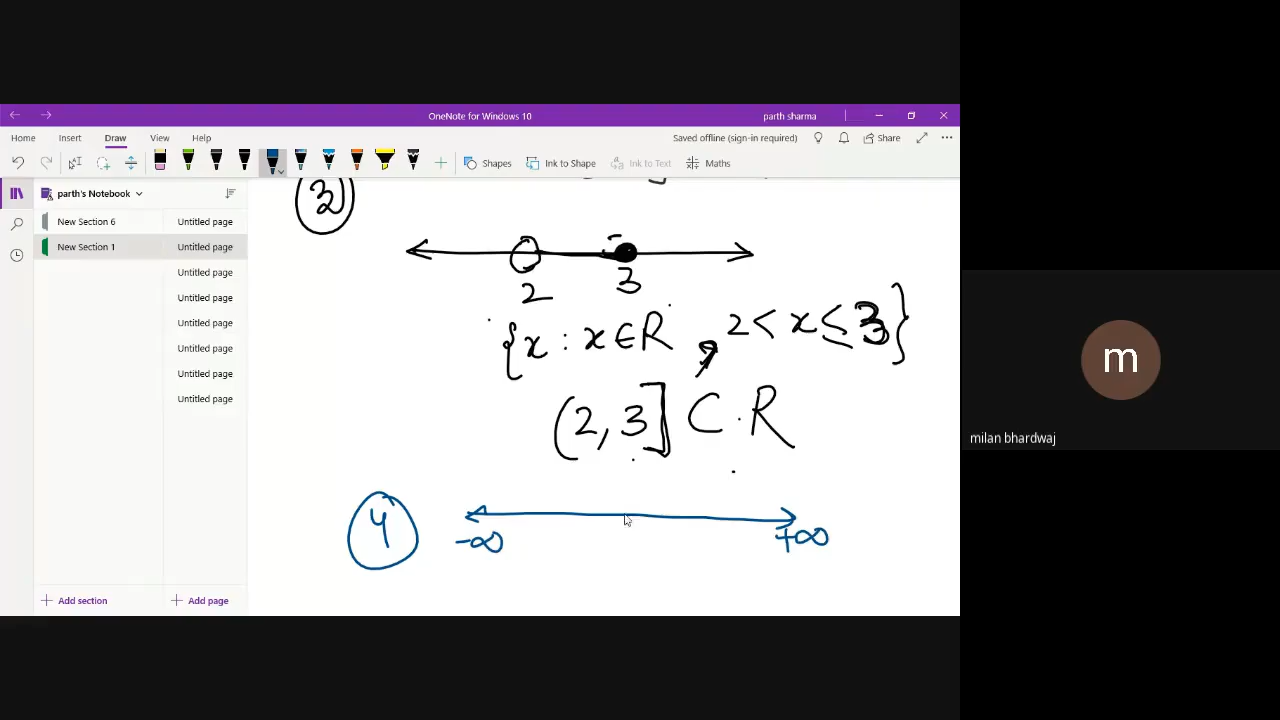 OneNote for Windows 10
parth sharma
Home Insert Draw View Help
Saved offline (sign-in required) Share
Shapes Ink to Shape Ink to Text Maths
parth's Notebook
New Section 6
New Section 1
Untitled page
Untitled page
Untitled page
Untitled page
Untitled page
Untitled page
Untitled page
Untitled page
Add section
Add page
3
2 3
{x : x ∈ R , 2 < x ≤ 3}
(2, 3] ⊂ R
4
-∞ +∞
m
milan bhardwaj